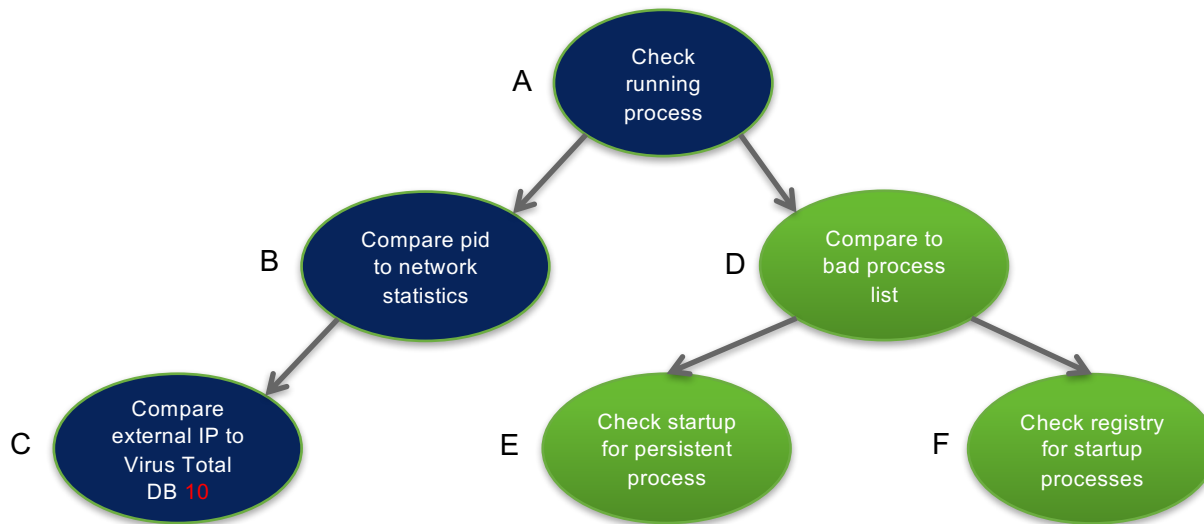 A
Check
running
process
B
Compare pid
to network
statistics
D
Compare to
bad process
list
C
Compare
external IP to
Virus Total
DB 10
E
Check startup
for persistent
process
F
Check registry
for startup
processes